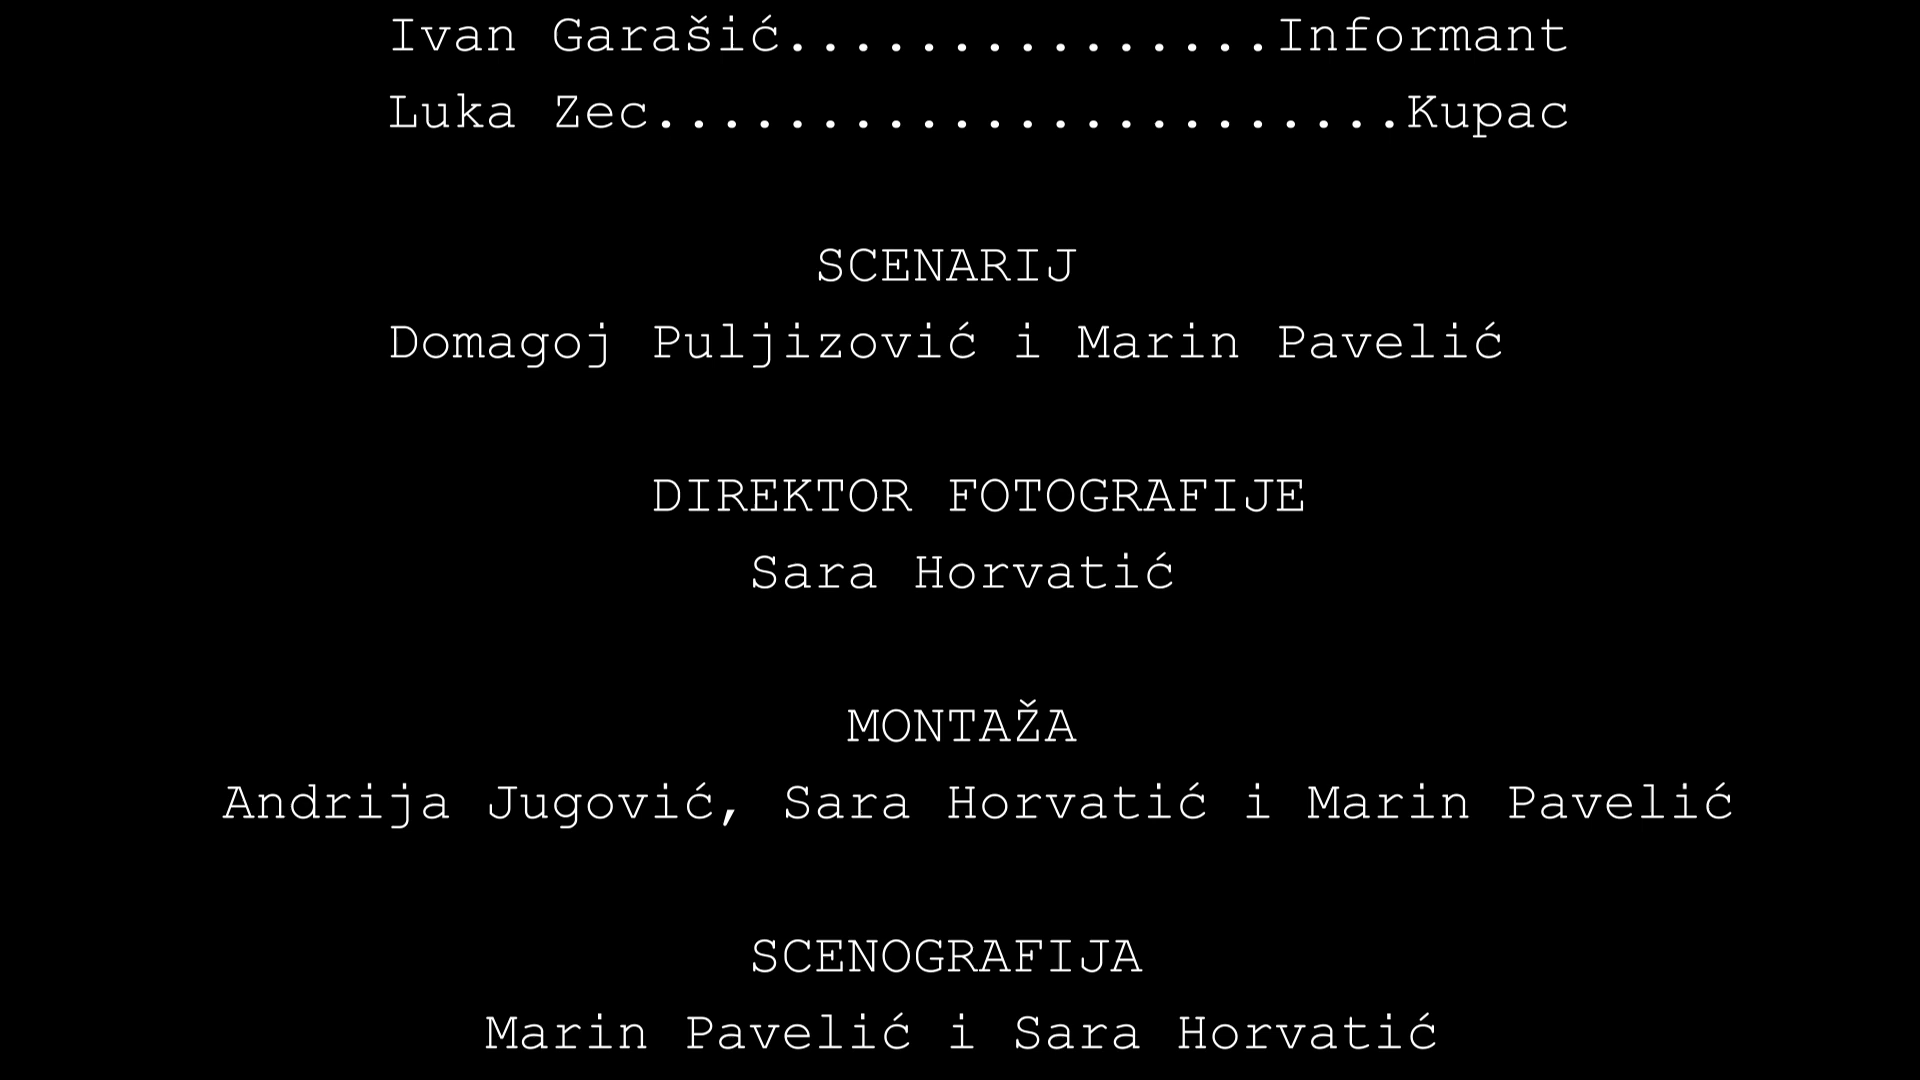 Ivan Garašić...............Informant
Luka Zec.......................Kupac
SCENARIJ
Domagoj Puljizović i Marin Pavelić
DIREKTOR FOTOGRAFIJE
Sara Horvatić
MONTAŽA
Andrija Jugović, Sara Horvatić i Marin Pavelić
SCENOGRAFIJA
Marin Pavelić i Sara Horvatić